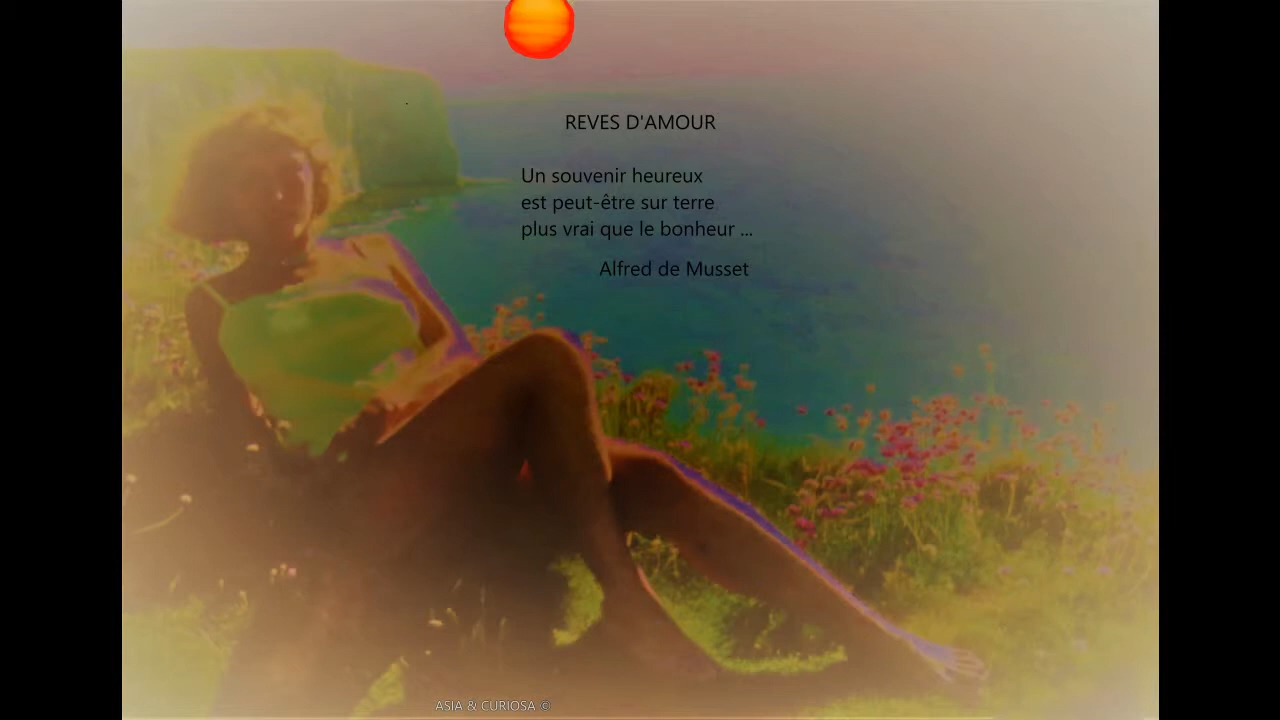 REVES D'AMOUR
Un souvenir heureux
est peut-être sur terre
plus vrai que le bonheur ...
Alfred de Musset
ASIA & CURIOSA ©